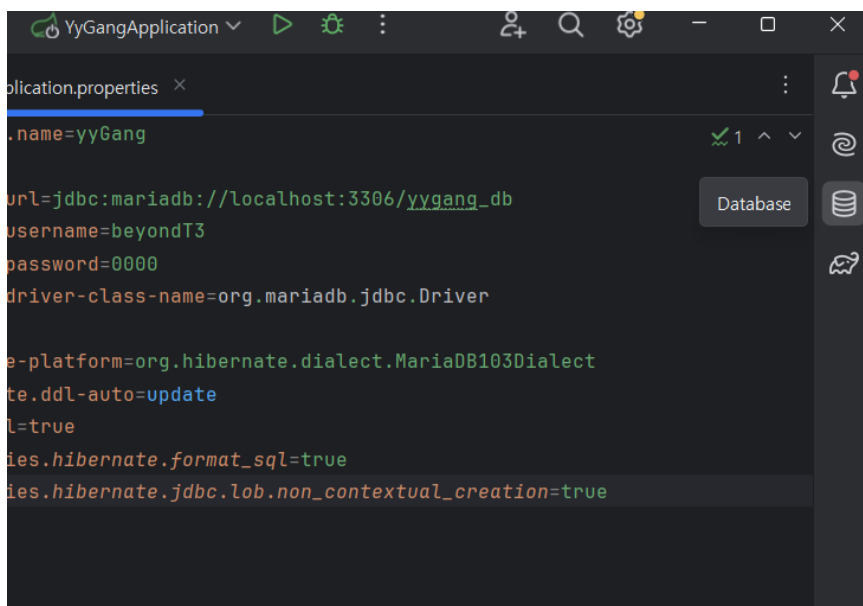 YyGangApplication
plication.properties
.name=yyGang
1
url=jdbc:mariadb://localhost:3306/yygang_db
Database
username=beyondT3
password=0000
driver-class-name=org.mariadb.jdbc.Driver
e-platform=org.hibernate.dialect.MariaDB103Dialect
te.ddl-auto=update
l=true
ies.hibernate.format_sql=true
ies.hibernate.jdbc.lob.non_contextual_creation=true